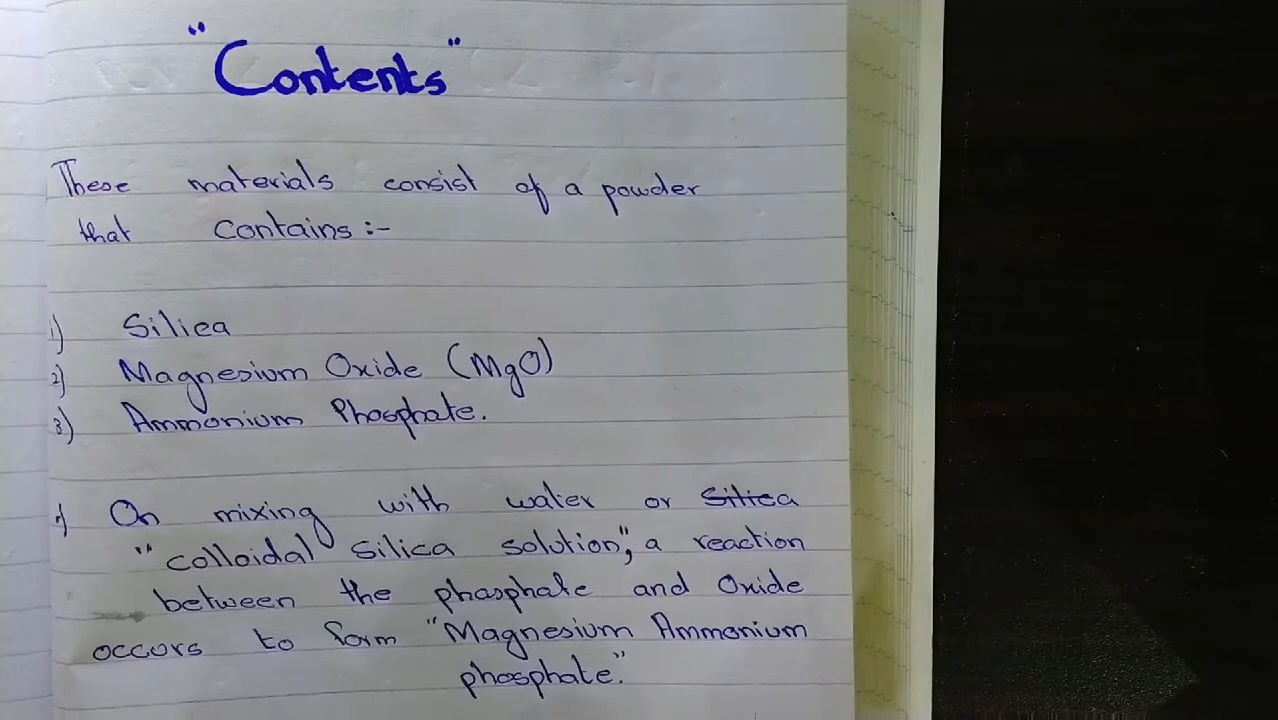 "Contents"
These materials consist of a powder
that contains:-
1) Silica
2) Magnesium Oxide (MgO)
3) Ammonium Phosphate.
On mixing with water or Silica
"colloidal silica solution", a reaction
between the phosphate and Oxide
occurs to form "Magnesium Ammonium
phosphate."